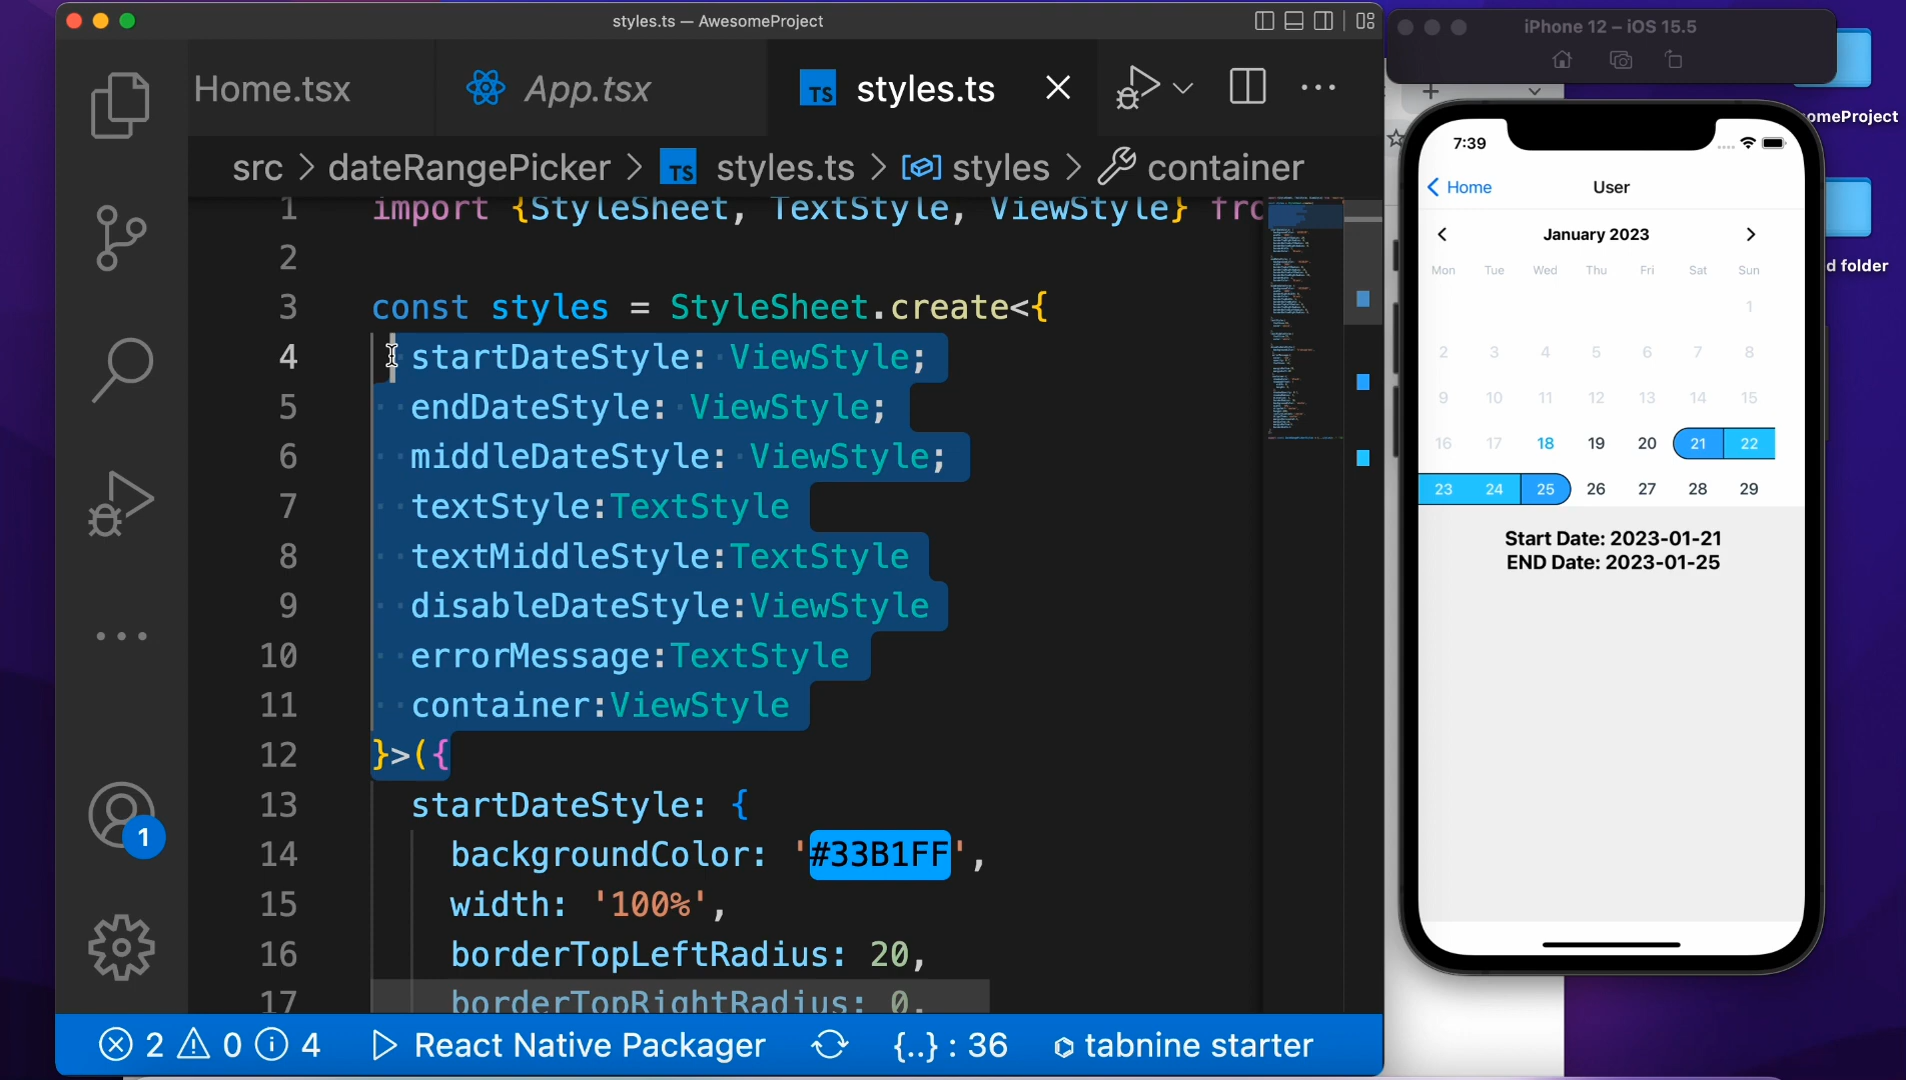 styles.ts — AwesomeProject
Home.tsx
App.tsx
TS styles.ts
src > dateRangePicker > TS styles.ts > styles > container
1 import {StyleSheet, TextStyle, ViewStyle} fro
2
3 const styles = StyleSheet.create<{
4 startDateStyle: ViewStyle;
5 endDateStyle: ViewStyle;
6 middleDateStyle: ViewStyle;
7 textStyle:TextStyle
8 textMiddleStyle:TextStyle
9 disableDateStyle:ViewStyle
10 errorMessage:TextStyle
11 container:ViewStyle
12 }>({
13 startDateStyle: {
14 backgroundColor: '#33B1FF',
15 width: '100%',
16 borderTopLeftRadius: 20,
17 borderTopRightRadius: 0,
1
2 0 4 React Native Packager {..} : 36 tabnine starter
iPhone 12 – iOS 15.5
omeProject
d folder
7:39
Home User
January 2023
Mon Tue Wed Thu Fri Sat Sun
1
2 3 4 5 6 7 8
9 10 11 12 13 14 15
16 17 18 19 20 21 22
23 24 25 26 27 28 29
Start Date: 2023-01-21
END Date: 2023-01-25